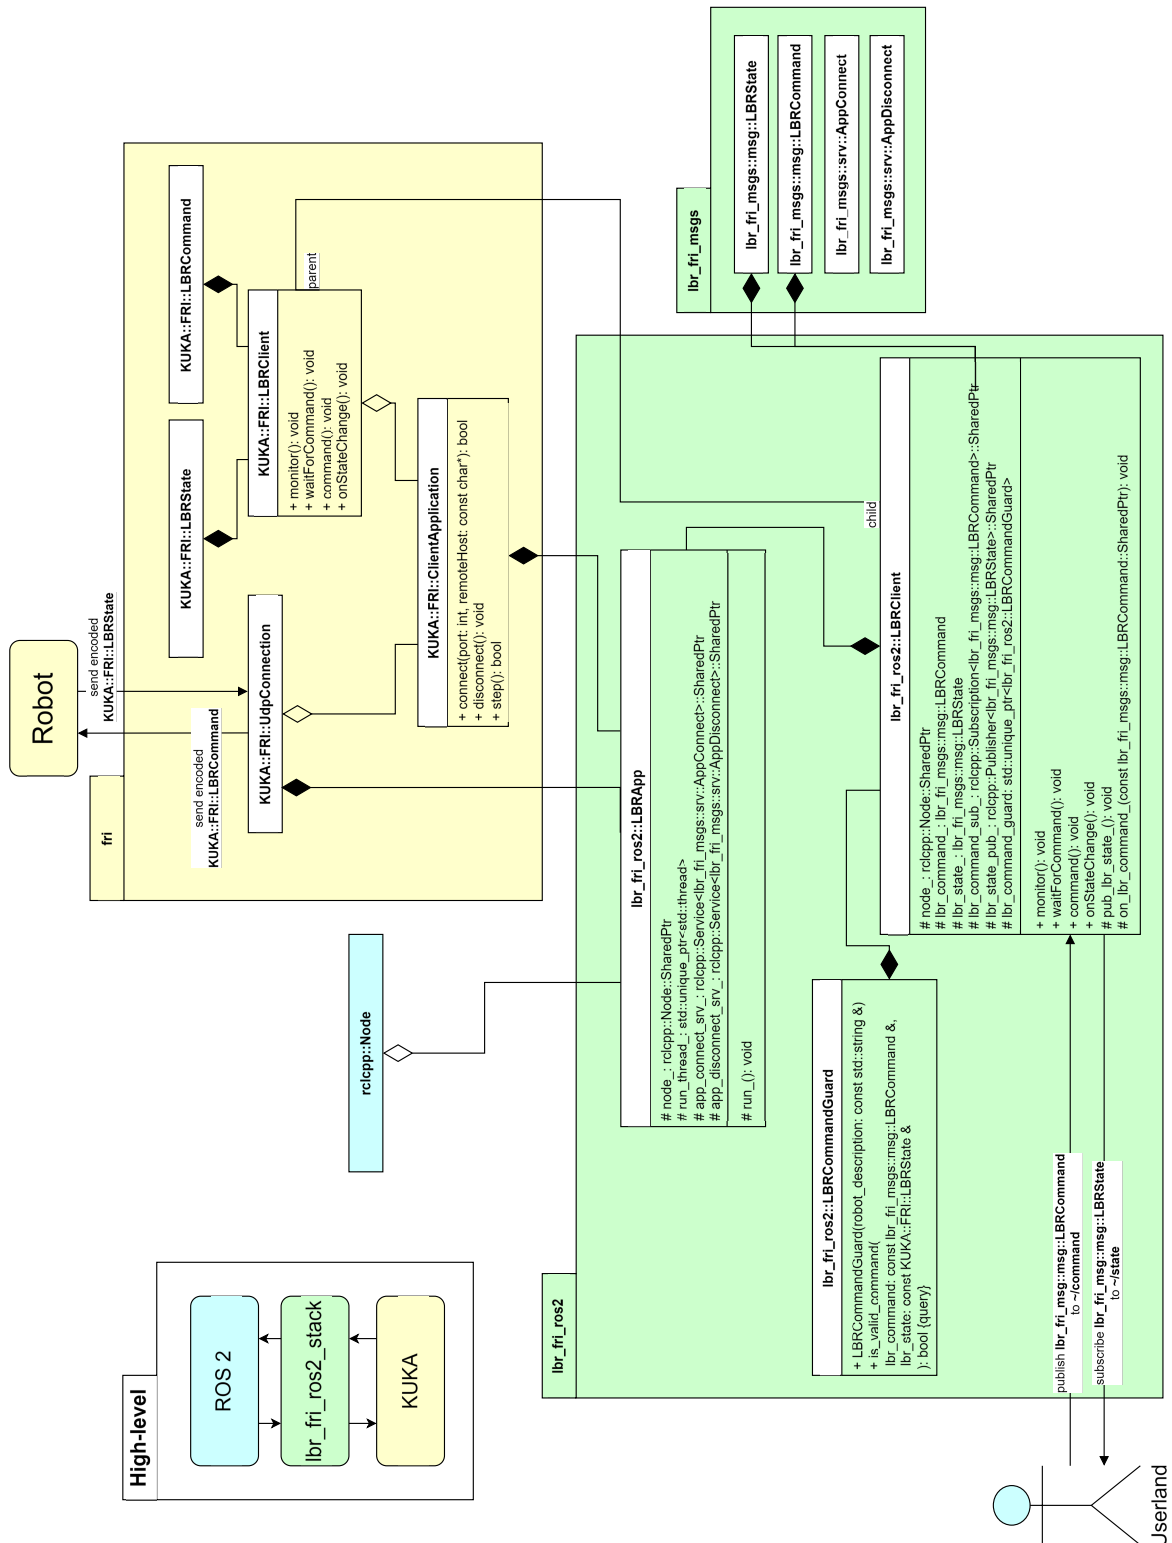 High-level
ROS 2
lbr_fri_ros2_stack
KUKA
Robot
send encoded
KUKA::FRI::LBRState
send encoded
KUKA::FRI::LBRCommand
fri
KUKA::FRI::UdpConnection
KUKA::FRI::LBRState
KUKA::FRI::LBRCommand
KUKA::FRI::LBRClient
+ monitor(): void
+ waitForCommand(): void
+ command(): void
+ onStateChange(): void
parent
KUKA::FRI::ClientApplication
+ connect(port: int, remoteHost: const char*): bool
+ disconnect(): void
+ step(): bool
rclcpp::Node
lbr_fri_ros2
lbr_fri_ros2::LBRApp
# node_: rclcpp::Node::SharedPtr
# run_thread_: std::unique_ptr<std::thread>
# app_connect_srv_: rclcpp::Service<lbr_fri_msgs::srv::AppConnect>::SharedPtr
# app_disconnect_srv_: rclcpp::Service<lbr_fri_msgs::srv::AppDisconnect>::SharedPtr
# run_(): void
lbr_fri_ros2::LBRCommandGuard
+ LBRCommandGuard(robot_description: const std::string &)
+ is_valid_command(
lbr_command: const lbr_fri_msgs::msg::LBRCommand &,
lbr_state: const KUKA::FRI::LBRState &
): bool {query}
child
lbr_fri_ros2::LBRClient
# node_: rclcpp::Node::SharedPtr
# lbr_command_: lbr_fri_msgs::msg::LBRCommand
# lbr_state_: lbr_fri_msgs::msg::LBRState
# lbr_command_sub_: rclcpp::Subscription<lbr_fri_msgs::msg::LBRCommand>::SharedPtr
# lbr_state_pub_: rclcpp::Publisher<lbr_fri_msgs::msg::LBRState>::SharedPtr
# lbr_command_guard: std::unique_ptr<lbr_fri_ros2::LBRCommandGuard>
+ monitor(): void
+ waitForCommand(): void
+ command(): void
+ onStateChange(): void
# pub_lbr_state_(): void
# on_lbr_command_(const lbr_fri_msgs::msg::LBRCommand::SharedPtr): void
lbr_fri_msgs
lbr_fri_msgs::msg::LBRState
lbr_fri_msgs::msg::LBRCommand
lbr_fri_msgs::srv::AppConnect
lbr_fri_msgs::srv::AppDisconnect
publish lbr_fri_msg::msg::LBRCommand
to ~/command
subscribe lbr_fri_msg::msg::LBRState
to ~/state
Userland